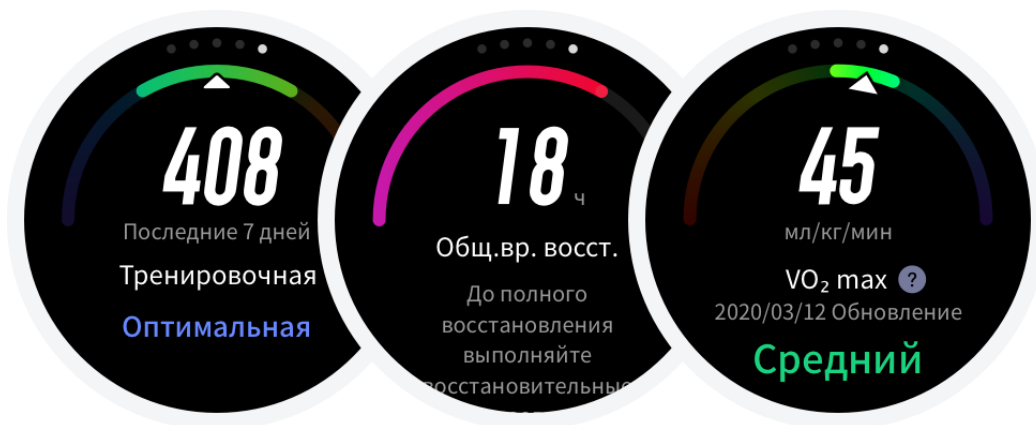 408
Последние 7 дней
Тренировочная
Оптимальная
18 ч
Общ.вр. восст.
До полного
восстановления
выполняйте
45
мл/кг/мин
VO₂ max ?
2020/03/12 Обновление
Средний